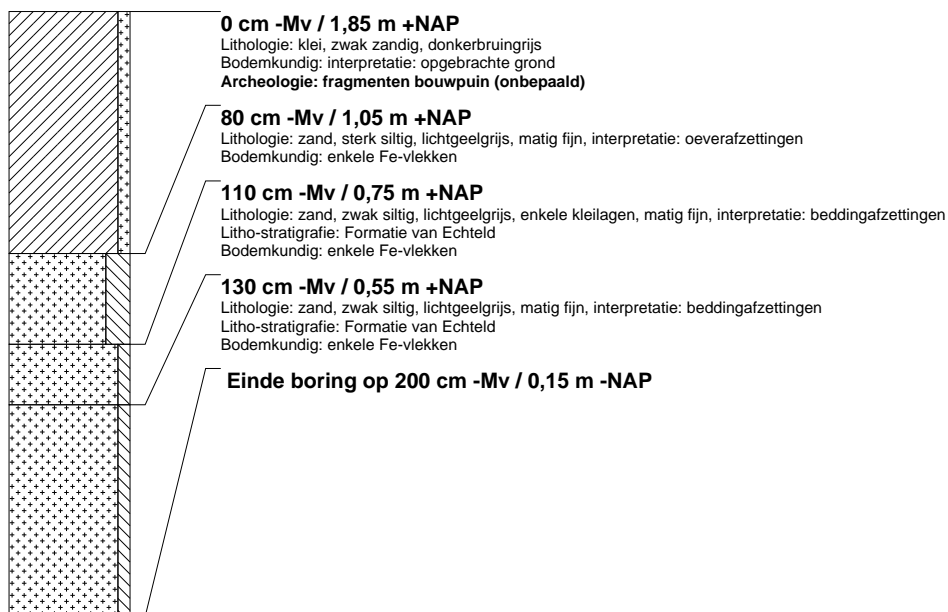 0 cm -Mv / 1,85 m +NAP
Lithologie: klei, zwak zandig, donkerbruingrijs
Bodemkundig: interpretatie: opgebrachte grond
Archeologie: fragmenten bouwpuin (onbepaald)
80 cm -Mv / 1,05 m +NAP
Lithologie: zand, sterk siltig, lichtgeelgrijs, matig fijn, interpretatie: oeverafzettingen
Bodemkundig: enkele Fe-vlekken
110 cm -Mv / 0,75 m +NAP
Lithologie: zand, zwak siltig, lichtgeelgrijs, enkele kleilagen, matig fijn, interpretatie: beddingafzettingen
Litho-stratigrafie: Formatie van Echteld
Bodemkundig: enkele Fe-vlekken
130 cm -Mv / 0,55 m +NAP
Lithologie: zand, zwak siltig, lichtgeelgrijs, matig fijn, interpretatie: beddingafzettingen
Litho-stratigrafie: Formatie van Echteld
Bodemkundig: enkele Fe-vlekken
Einde boring op 200 cm -Mv / 0,15 m -NAP